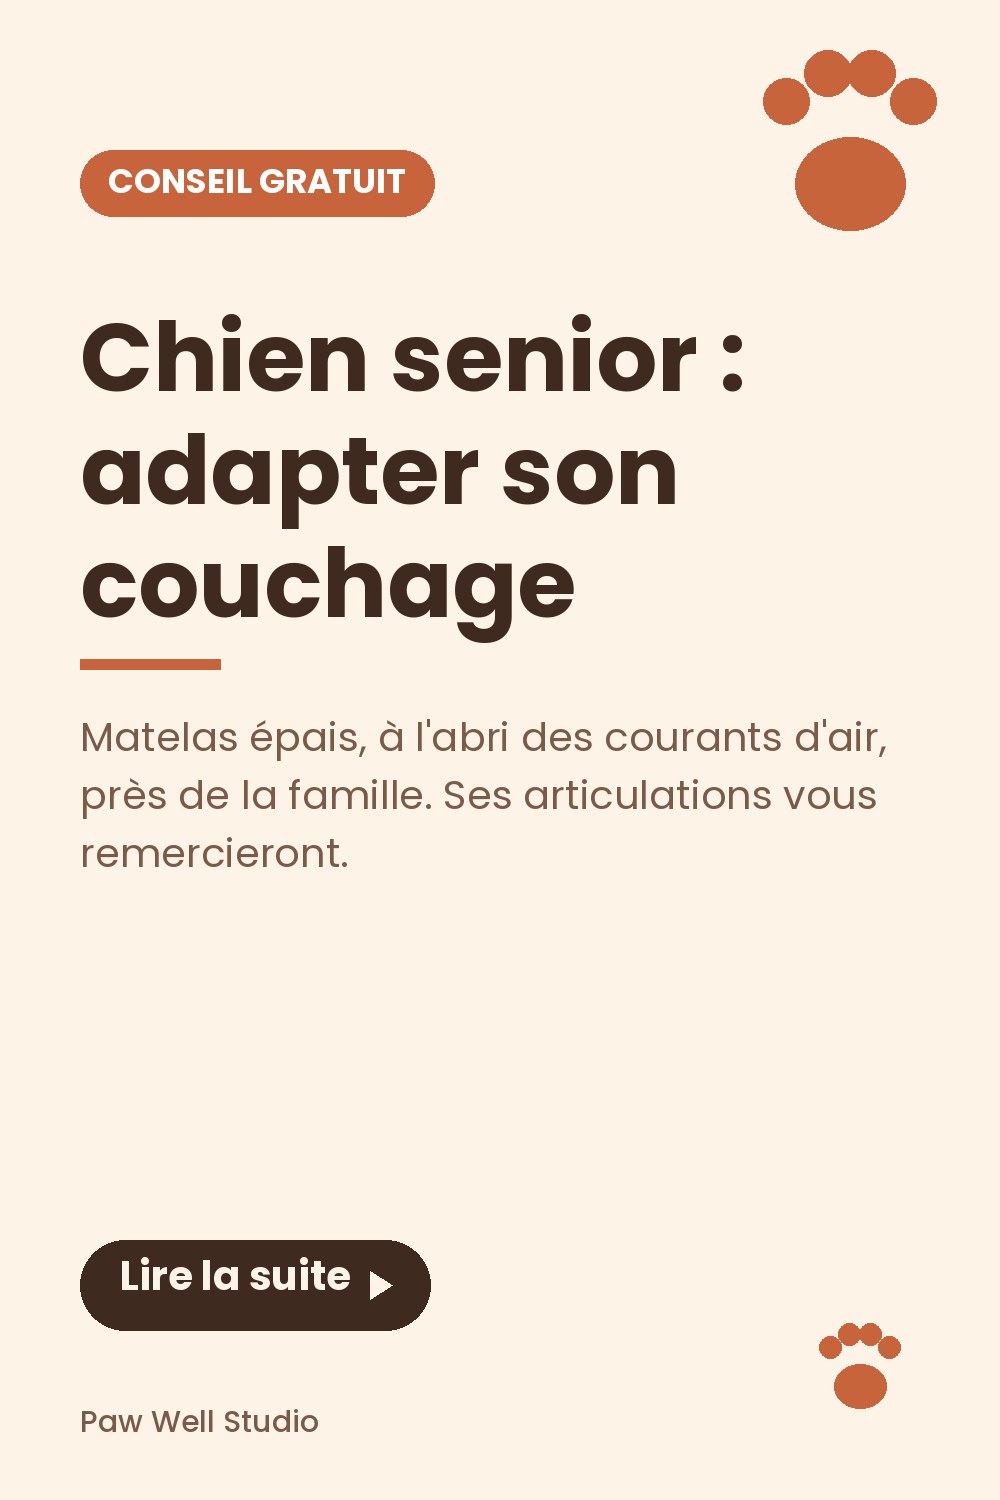 CONSEIL GRATUIT
Chien senior :
adapter son
couchage
Matelas épais, à l'abri des courants d'air,
près de la famille. Ses articulations vous
remercieront.
Lire la suite
Paw Well Studio